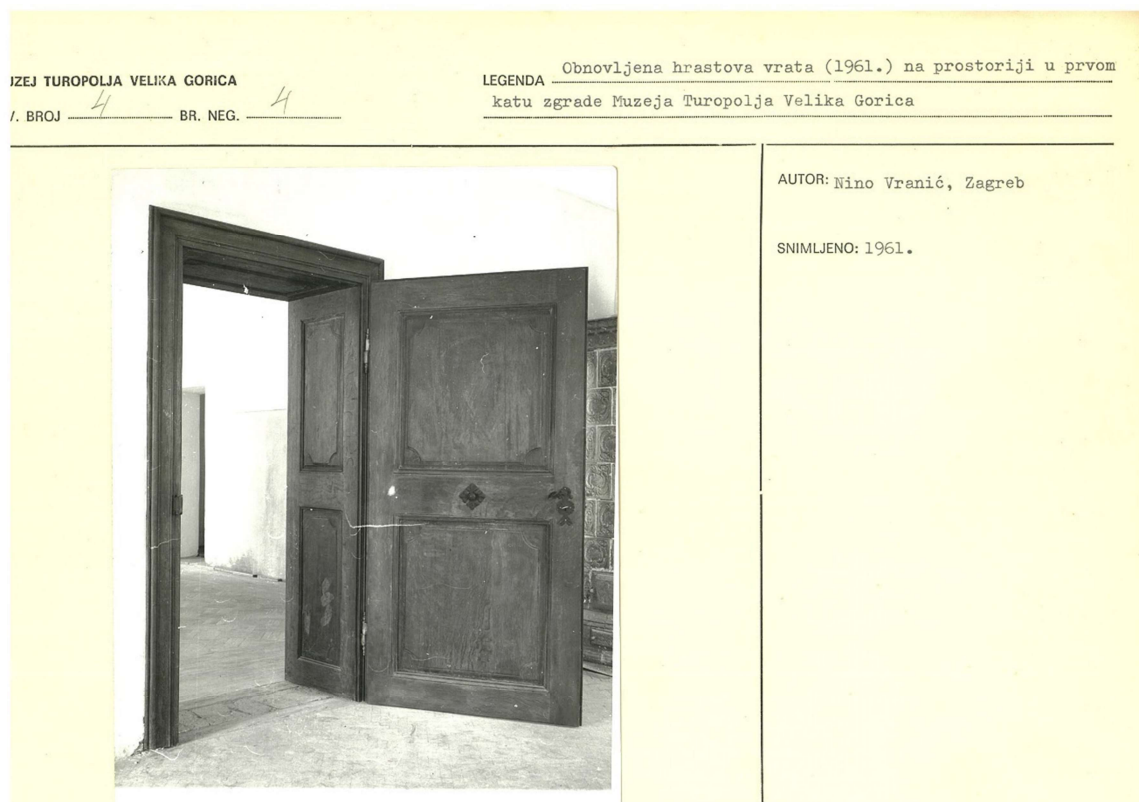 UZEJ TUROPOLJA VELIKA GORICA
V. BROJ 4 BR. NEG. 4
LEGENDA Obnovljena hrastova vrata (1961.) na prostoriji u prvom
katu zgrade Muzeja Turopolja Velika Gorica
AUTOR: Nino Vranić, Zagreb
SNIMLJENO: 1961.